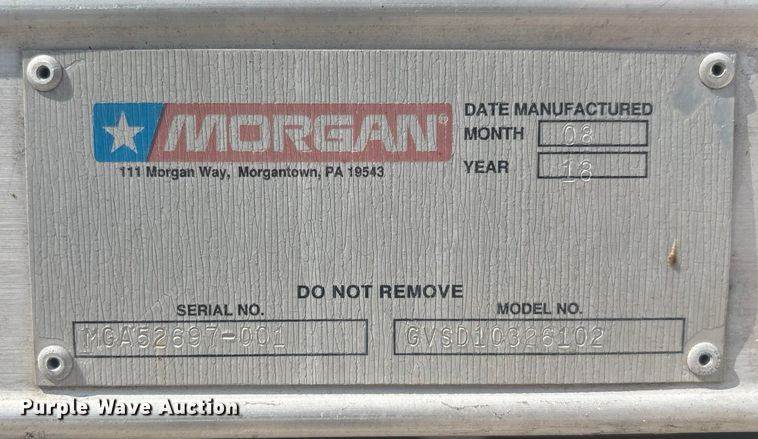 MORGAN®
111 Morgan Way, Morgantown, PA 19543
DATE MANUFACTURED
MONTH 08
YEAR 18
DO NOT REMOVE
SERIAL NO.
MGA52697-001
MODEL NO.
GVSD10326102
Purple Wave Auction